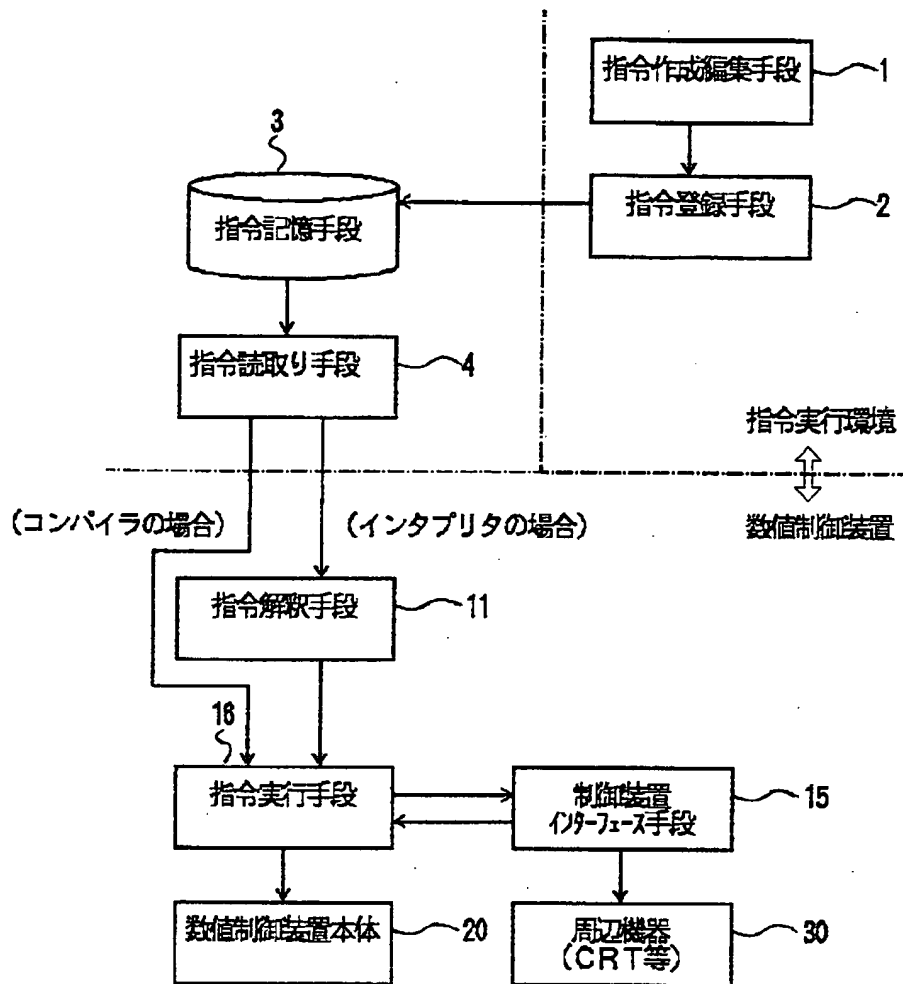 指令作成編集手段
1
指令登録手段
2
3
指令記憶手段
指令読取り手段
4
指令実行環境
数値制御装置
(コンパイラの場合)
(インタプリタの場合)
指令解釈手段
11
16
指令実行手段
制御装置
インターフェース手段
15
数値制御装置本体
20
周辺機器
(CRT等)
30